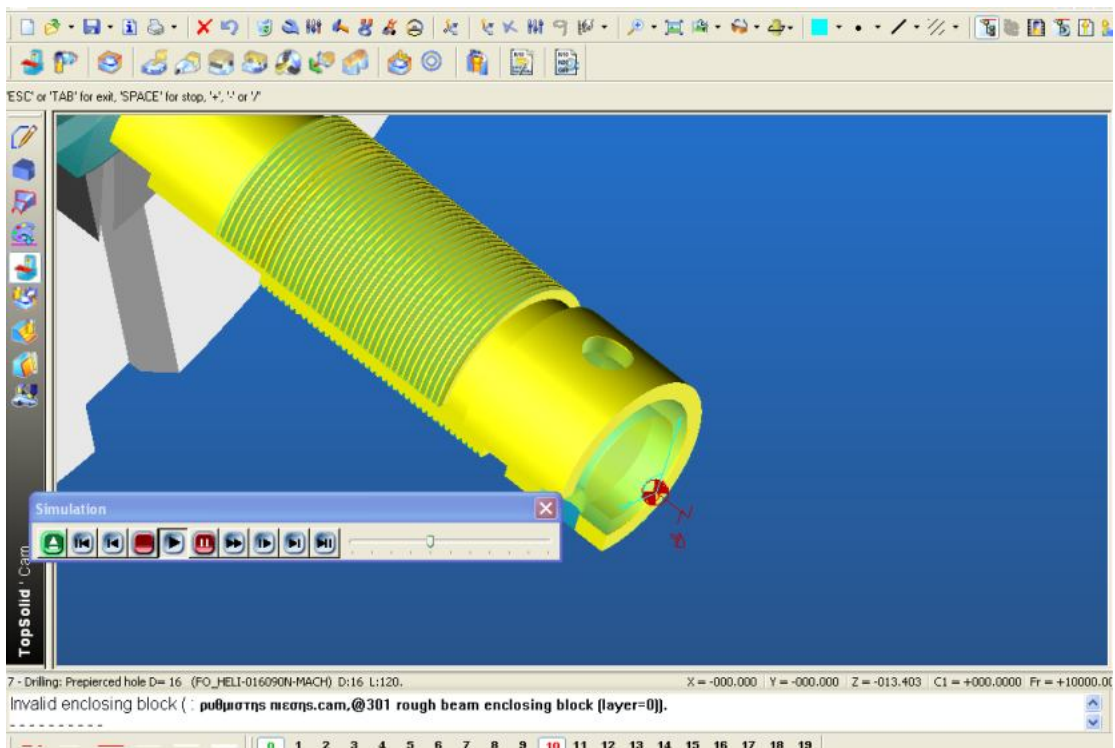 'ESC' or 'TAB' for exit, 'SPACE' for stop, '+', '-' or '/'
Simulation
TopSolid ' Cam
7 - Drilling: Prepierced hole D= 16 (FO_HELI-016090N-MACH) D:16 L:120.
X = -000.000 Y = -000.000 Z = -013.403 C1 = +000.0000 Fr = +10000.00
Invalid enclosing block ( : ρυθμιστης πιεσης.cam,@301 rough beam enclosing block (layer=0)).
0 1 2 3 4 5 6 7 8 9 10 11 12 13 14 15 16 17 18 19